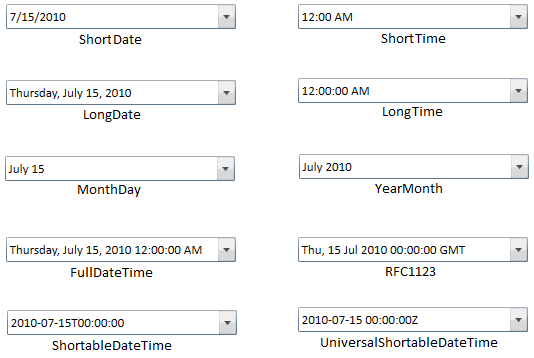 7/15/2010
12:00 AM
ShortDate
ShortTime
Thursday, July 15, 2010
12:00:00 AM
LongDate
LongTime
July 15
July 2010
MonthDay
YearMonth
Thursday, July 15, 2010 12:00:00 AM
Thu, 15 Jul 2010 00:00:00 GMT
FullDateTime
RFC1123
2010-07-15T00:00:00
2010-07-15 00:00:00Z
ShortableDateTime
UniversalShortableDateTime